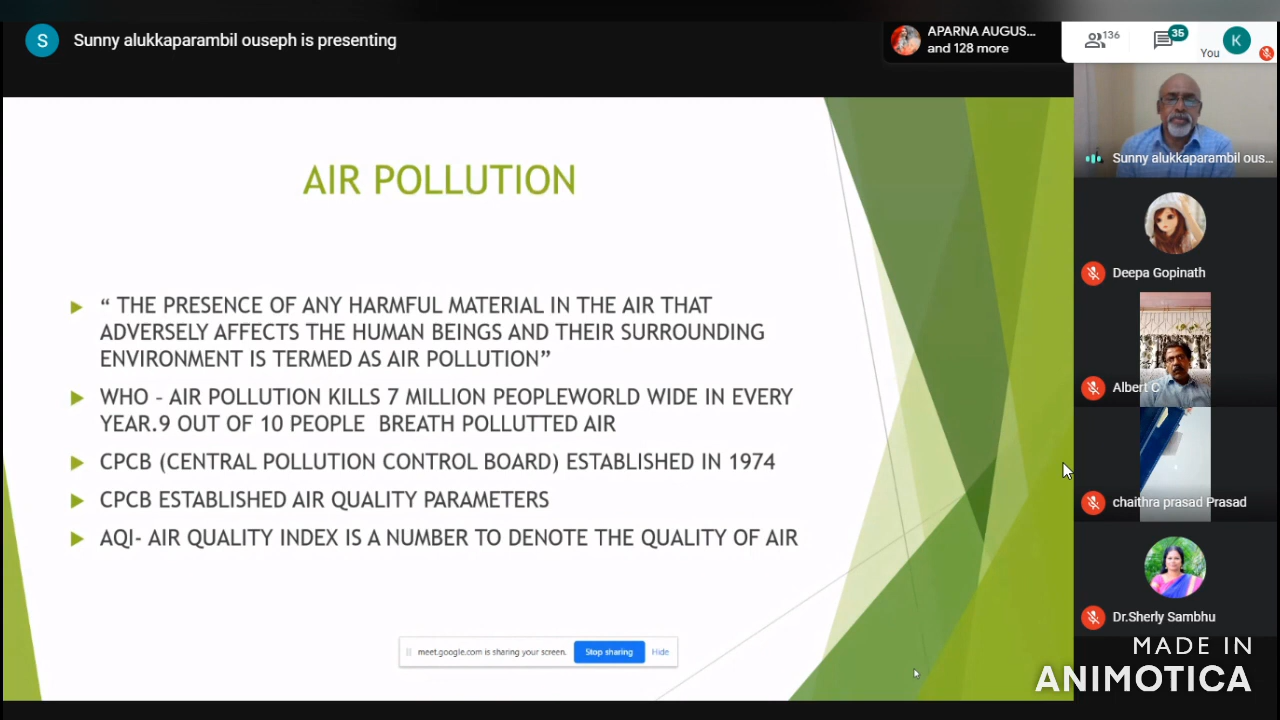 S
Sunny alukkaparambil ouseph is presenting
APARNA AUGUS...
and 128 more
136
35
You
K
AIR POLLUTION
“ THE PRESENCE OF ANY HARMFUL MATERIAL IN THE AIR THAT
ADVERSELY AFFECTS THE HUMAN BEINGS AND THEIR SURROUNDING
ENVIRONMENT IS TERMED AS AIR POLLUTION”
WHO – AIR POLLUTION KILLS 7 MILLION PEOPLEWORLD WIDE IN EVERY
YEAR.9 OUT OF 10 PEOPLE BREATH POLLUTTED AIR
CPCB (CENTRAL POLLUTION CONTROL BOARD) ESTABLISHED IN 1974
CPCB ESTABLISHED AIR QUALITY PARAMETERS
AQI- AIR QUALITY INDEX IS A NUMBER TO DENOTE THE QUALITY OF AIR
meet.google.com is sharing your screen.
Stop sharing
Hide
Sunny alukkaparambil ous...
Deepa Gopinath
Albert C
chaithra prasad Prasad
Dr.Sherly Sambhu
MADE IN
ANIMOTICA